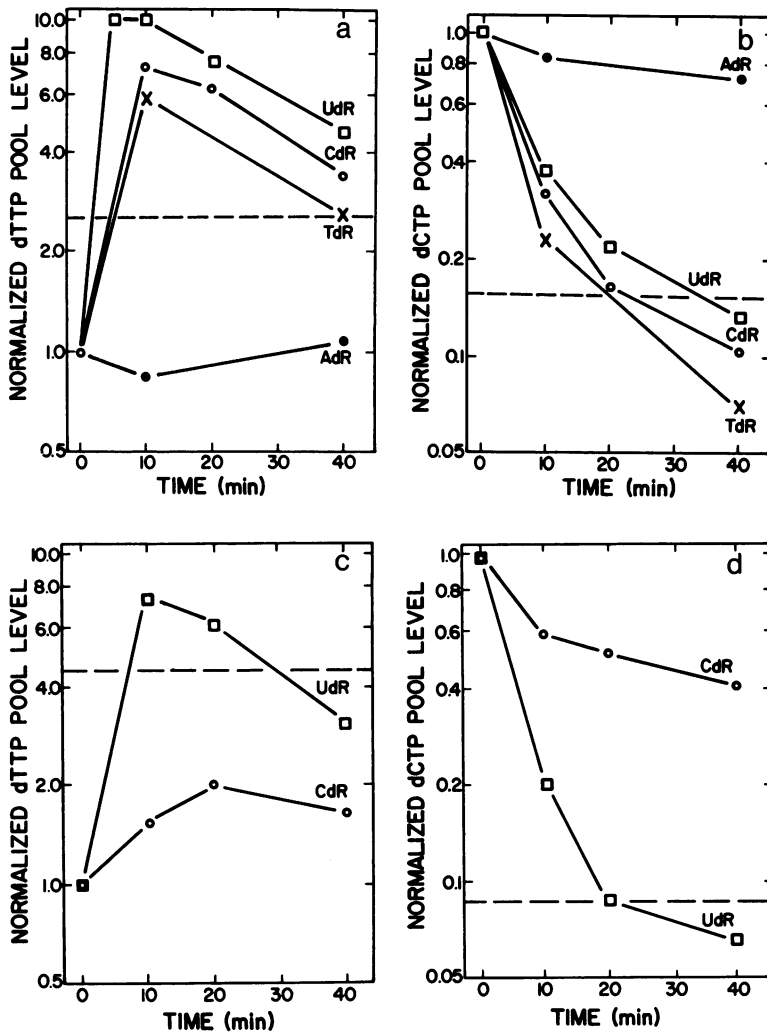 a
NORMALIZED dTTP POOL LEVEL
10.0
8.0
6.0
4.0
2.0
1.0
0.5
UdR
CdR
TdR
AdR
0 10 20 30 40
TIME (min)
b
NORMALIZED dCTP POOL LEVEL
1.0
0.8
0.4
0.2
0.1
0.05
AdR
UdR
CdR
TdR
0 10 20 30 40
TIME (min)
c
NORMALIZED dTTP POOL LEVEL
10.0
8.0
6.0
4.0
2.0
1.0
0.5
UdR
CdR
0 10 20 30 40
TIME (min)
d
NORMALIZED dCTP POOL LEVEL
1.0
0.6
0.4
0.2
0.1
0.05
CdR
UdR
0 10 20 30 40
TIME (min)